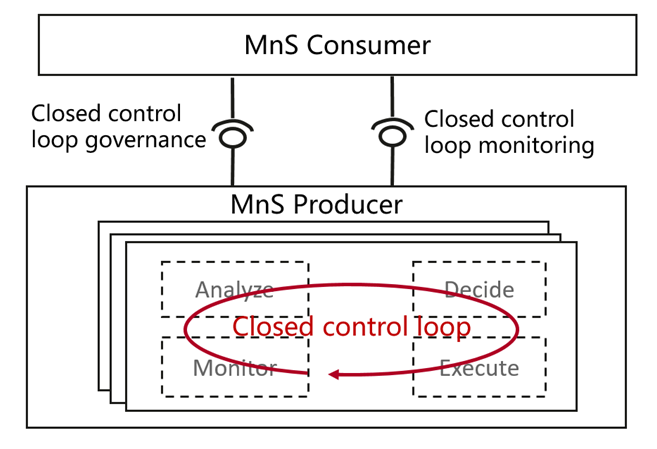 MnS Consumer
Closed control
loop governance
Closed control
loop monitoring
MnS Producer
Analyze
Decide
Closed control loop
Monitor
Execute